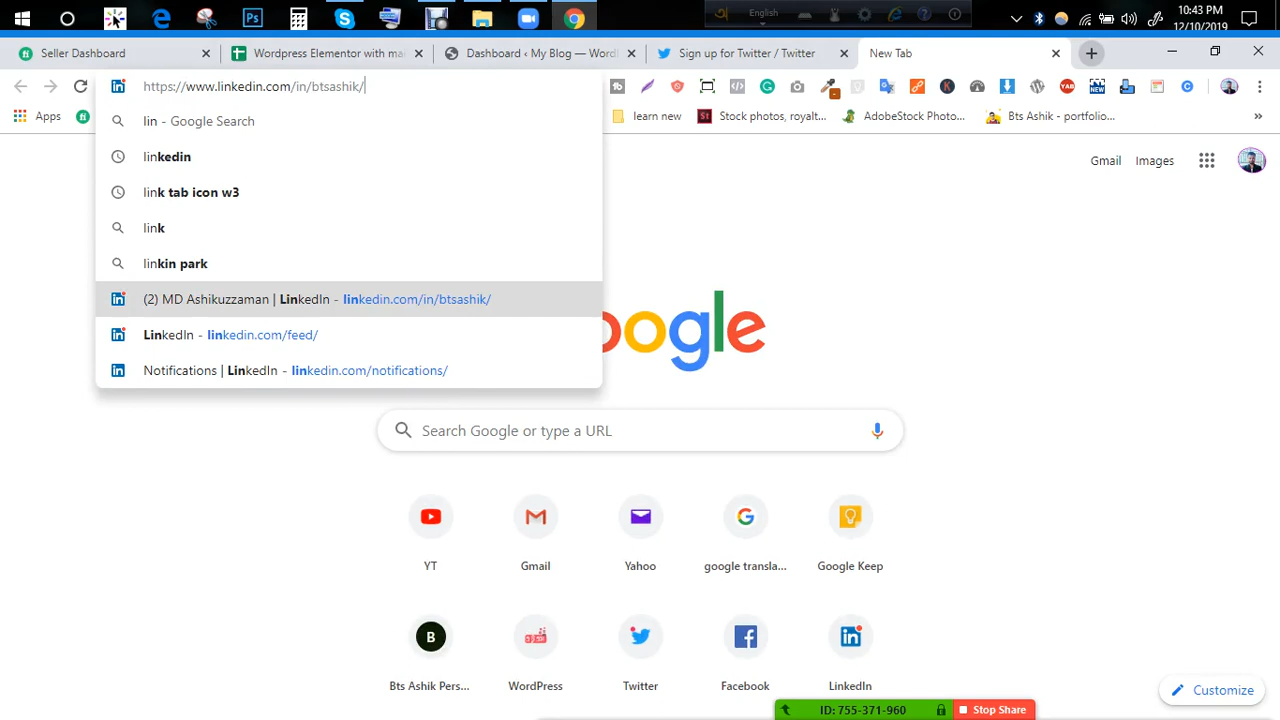 English
10:43 PM
12/10/2019
Seller Dashboard
Wordpress Elementor with ma
Dashboard ‹ My Blog — Word
Sign up for Twitter / Twitter
New Tab
https://www.linkedin.com/in/btsashik/
Apps
learn new
Stock photos, royalt...
AdobeStock Photo...
Bts Ashik - portfolio...
lin - Google Search
linkedin
link tab icon w3
link
linkin park
(2) MD Ashikuzzaman | LinkedIn - linkedin.com/in/btsashik/
LinkedIn - linkedin.com/feed/
Notifications | LinkedIn - linkedin.com/notifications/
Gmail
Images
oogle
Search Google or type a URL
YT
Gmail
Yahoo
google transla...
Google Keep
Bts Ashik Pers...
WordPress
Twitter
Facebook
LinkedIn
Customize
ID: 755-371-960
Stop Share